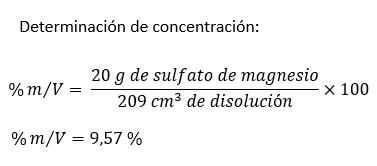 Determinación de concentración:
% m/V = 20 g de sulfato de magnesio / 209 cm³ de disolución × 100
% m/V = 9,57 %